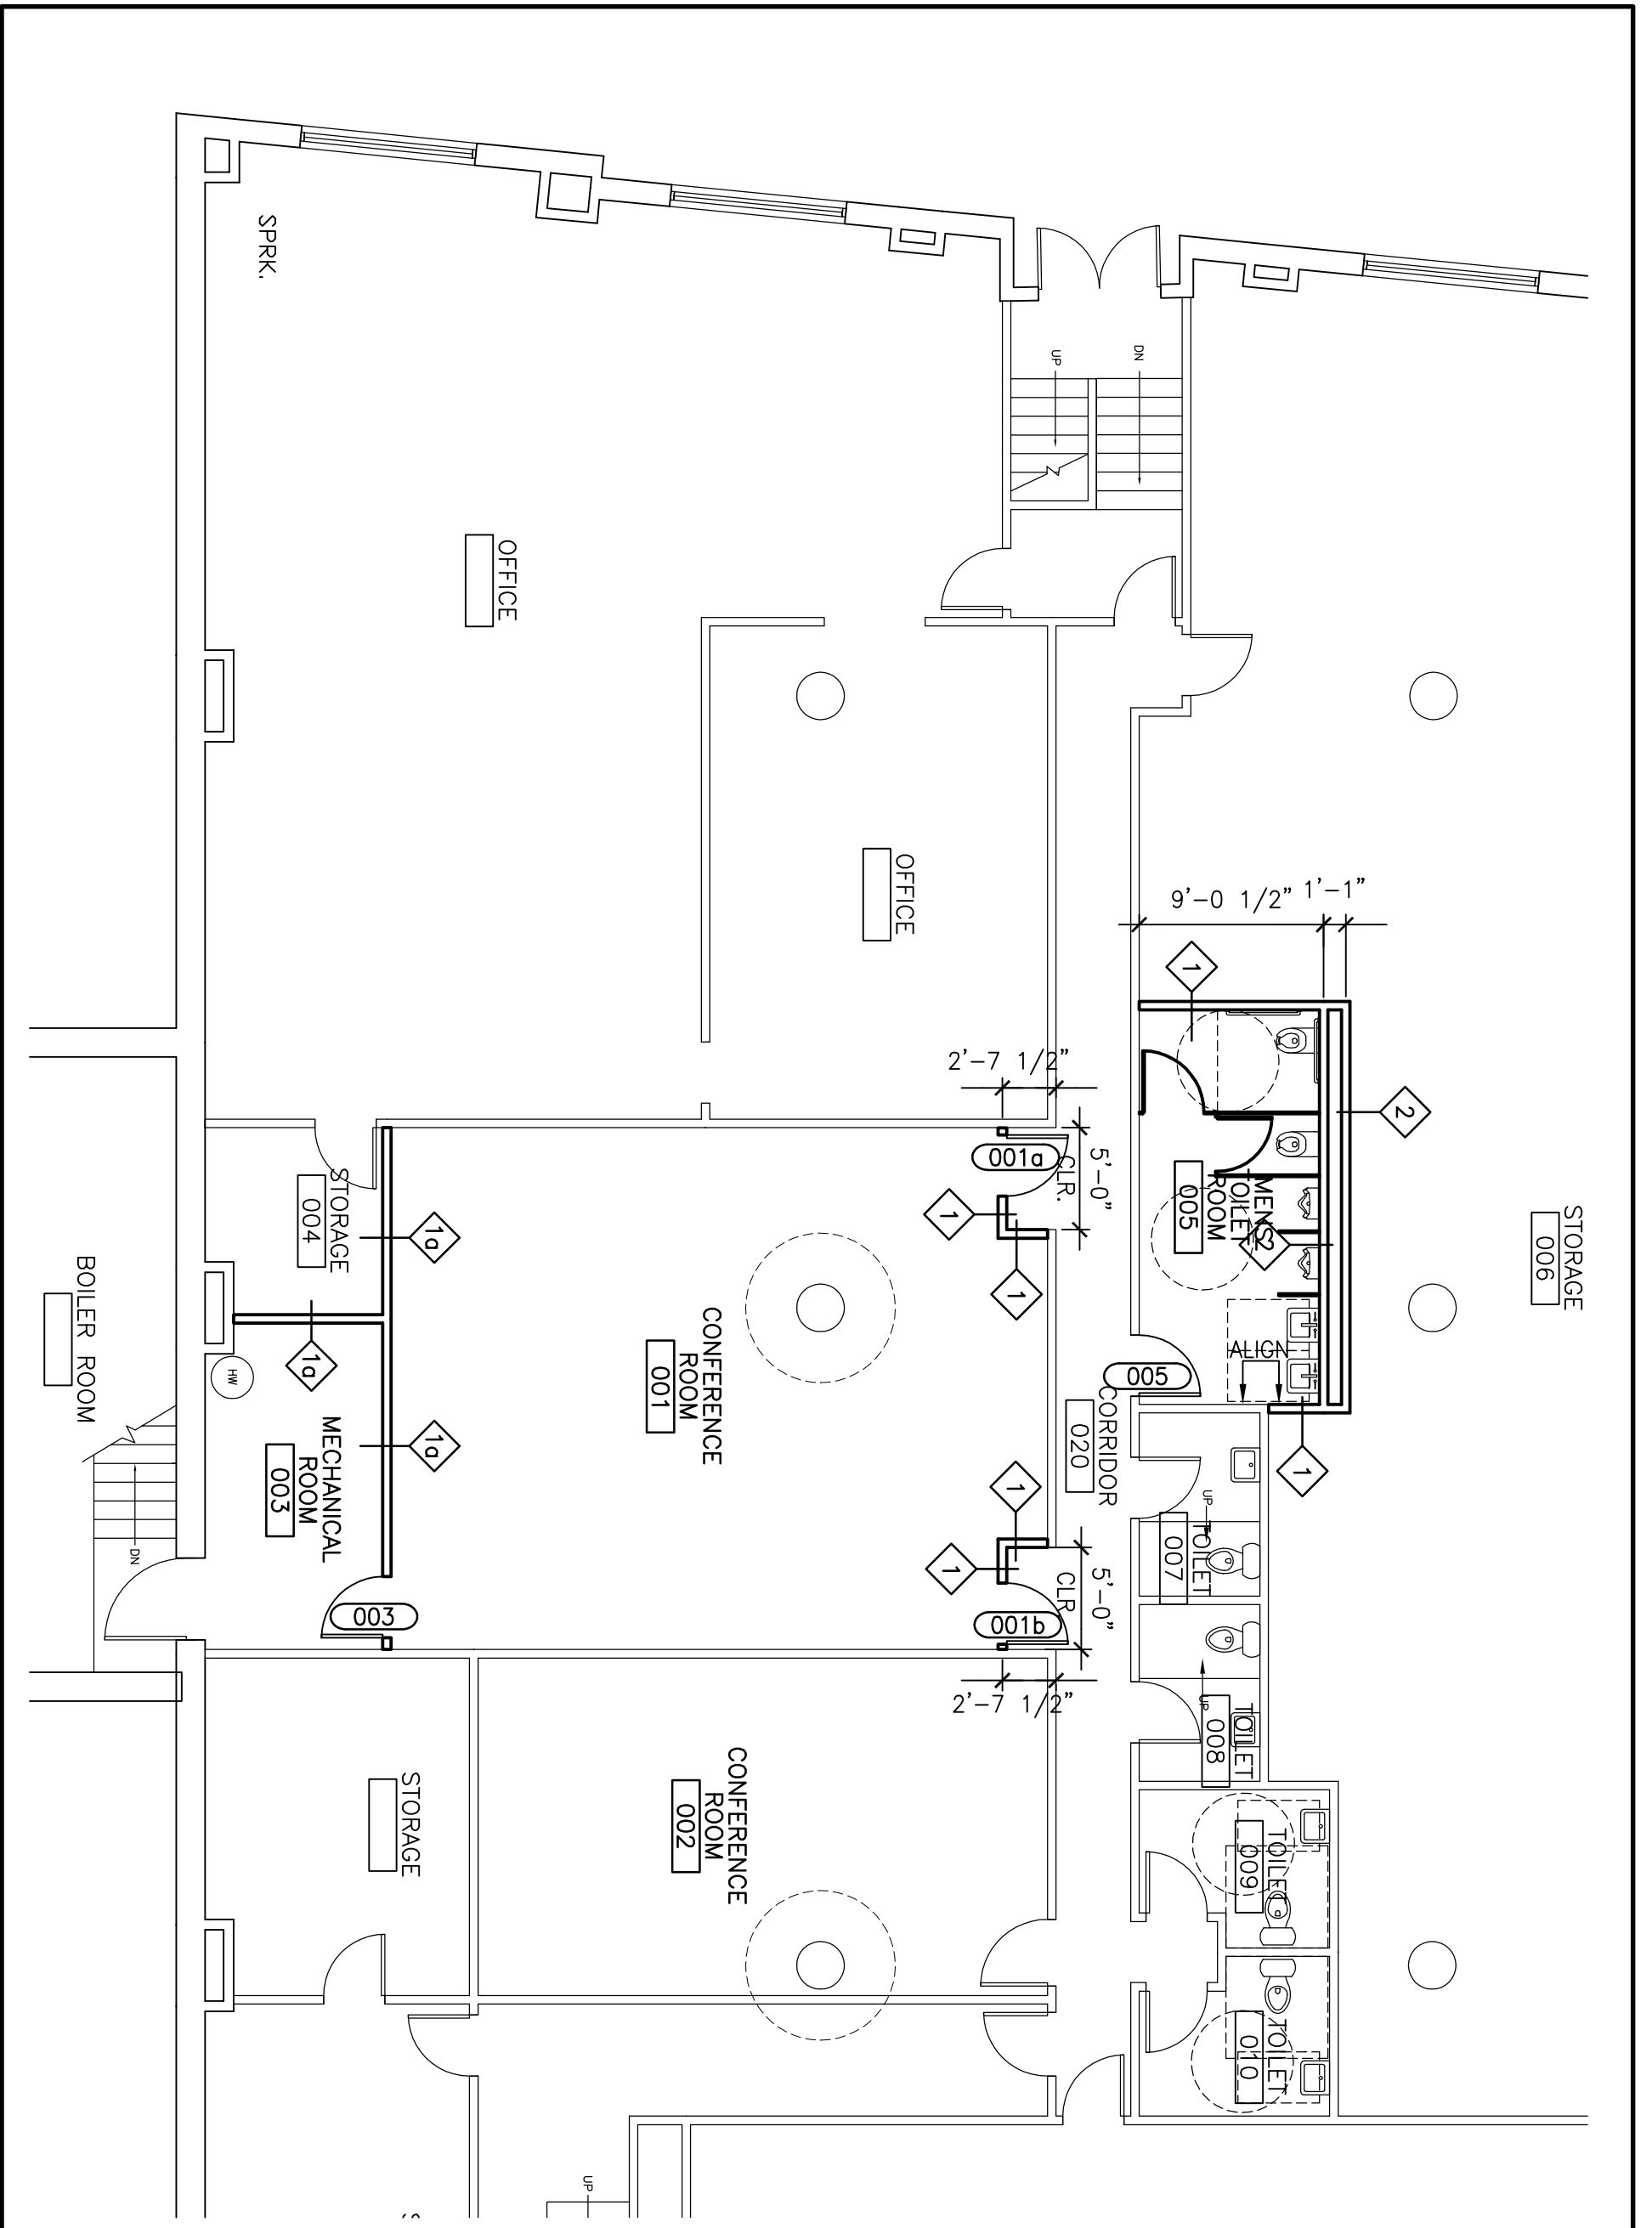 SPRK.
UP
DN
OFFICE
OFFICE
9'-0 1/2"
1'-1"
1
2
2'-7 1/2"
5'-0"
CLR.
001a
1
1
STORAGE
004
1a
1a
1a
HW
BOILER ROOM
DN
MECHANICAL
ROOM
003
003
CONFERENCE
ROOM
001
MENS
TOILET
ROOM
005
2
ALIGN
005
1
STORAGE
006
CORRIDOR
020
1
1
5'-0"
CLR
001b
2'-7 1/2"
UP
TOILET
007
UP
TOILET
008
TOILET
009
TOILET
010
CONFERENCE
ROOM
002
STORAGE
UP